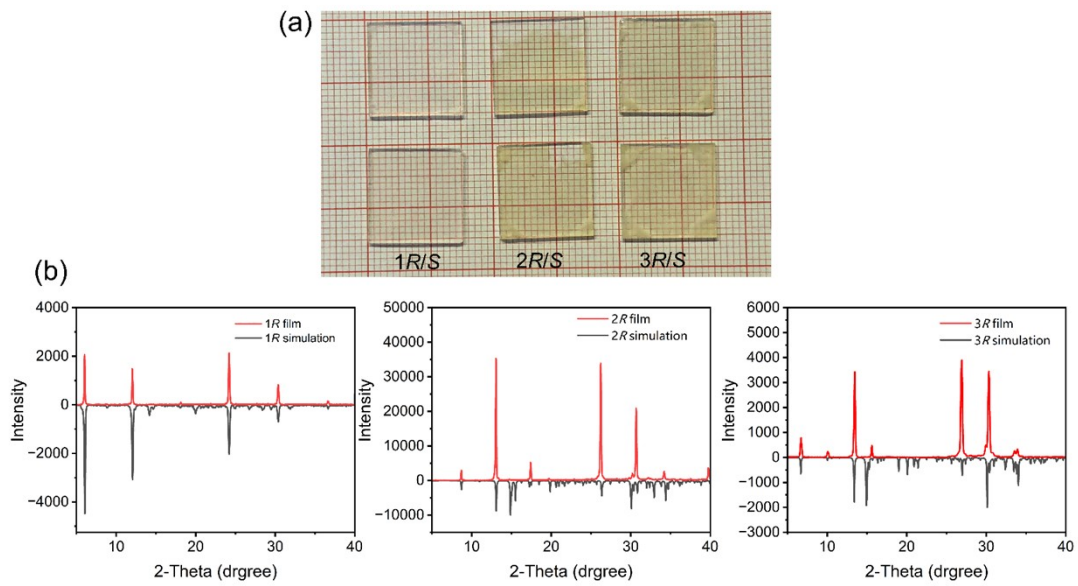 (a)
1R/S 2R/S 3R/S
(b)
4000
2000
0
−2000
−4000
Intensity
1R film
1R simulation
10 20 30 40
2-Theta (drgree)
50000
40000
30000
20000
10000
0
−10000
Intensity
2R film
2R simulation
10 20 30 40
2-Theta (drgree)
6000
5000
4000
3000
2000
1000
0
−1000
−2000
−3000
Intensity
3R film
3R simulation
10 20 30 40
2-Theta (drgree)